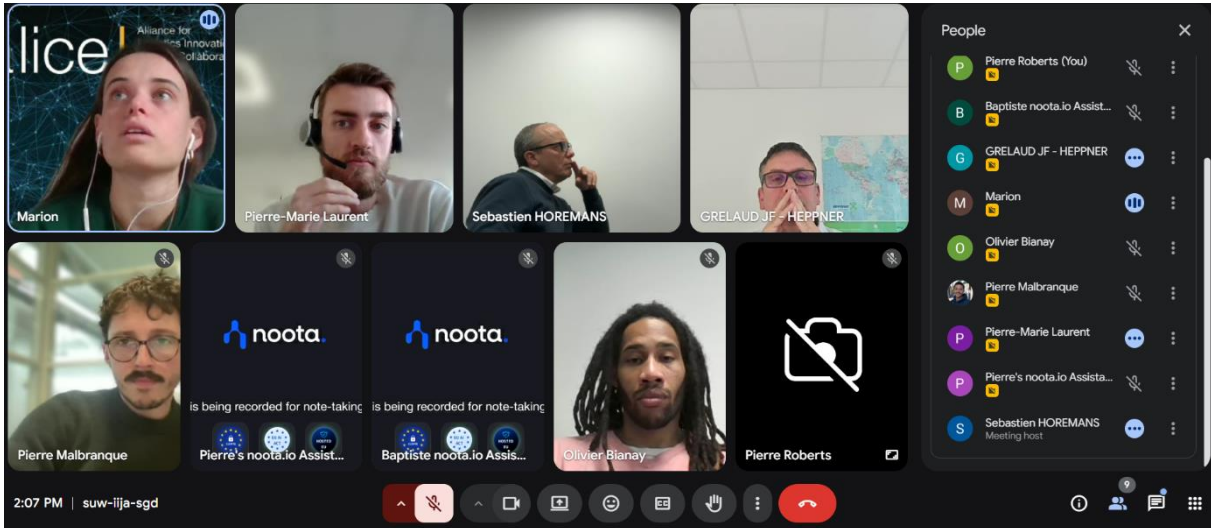 .lice
Alliance for
Innovati
Collabora
Marion
Pierre-Marie Laurent
Sebastien HOREMANS
GRELAUD JF - HEPPNER
Pierre Malbranque
noota.
is being recorded for note-taking
Pierre's noota.io Assist...
noota.
is being recorded for note-taking
Baptiste noota.io Assis...
Olivier Bianay
Pierre Roberts
People
P
Pierre Roberts (You)
B
Baptiste noota.io Assist...
G
GRELAUD JF - HEPPNER
M
Marion
O
Olivier Bianay
Pierre Malbranque
P
Pierre-Marie Laurent
P
Pierre's noota.io Assista...
S
Sebastien HOREMANS
Meeting host
2:07 PM | suw-iija-sgd
9